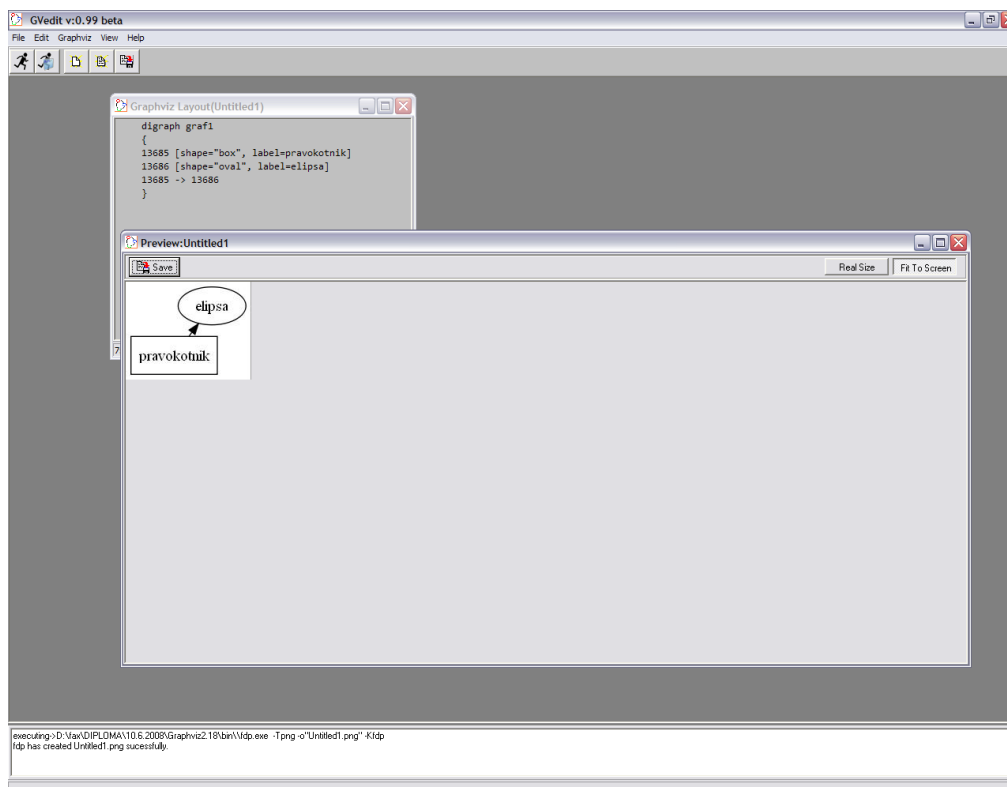 GVedit v:0.99 beta
File Edit Graphviz View Help
Graphviz Layout(Untitled1)
digraph graf1
{
13685 [shape="box", label=pravokotnik]
13686 [shape="oval", label=elipsa]
13685 -> 13686
}
7
Preview:Untitled1
Save Real Size Fit To Screen
elipsa
pravokotnik
executing->D:\fax\DIPLOMA\10.6.2008\Graphviz2.18\bin\\fdp.exe -Tpng -o"Untitled1.png" -Kfdp
fdp has created Untitled1.png sucessfully.